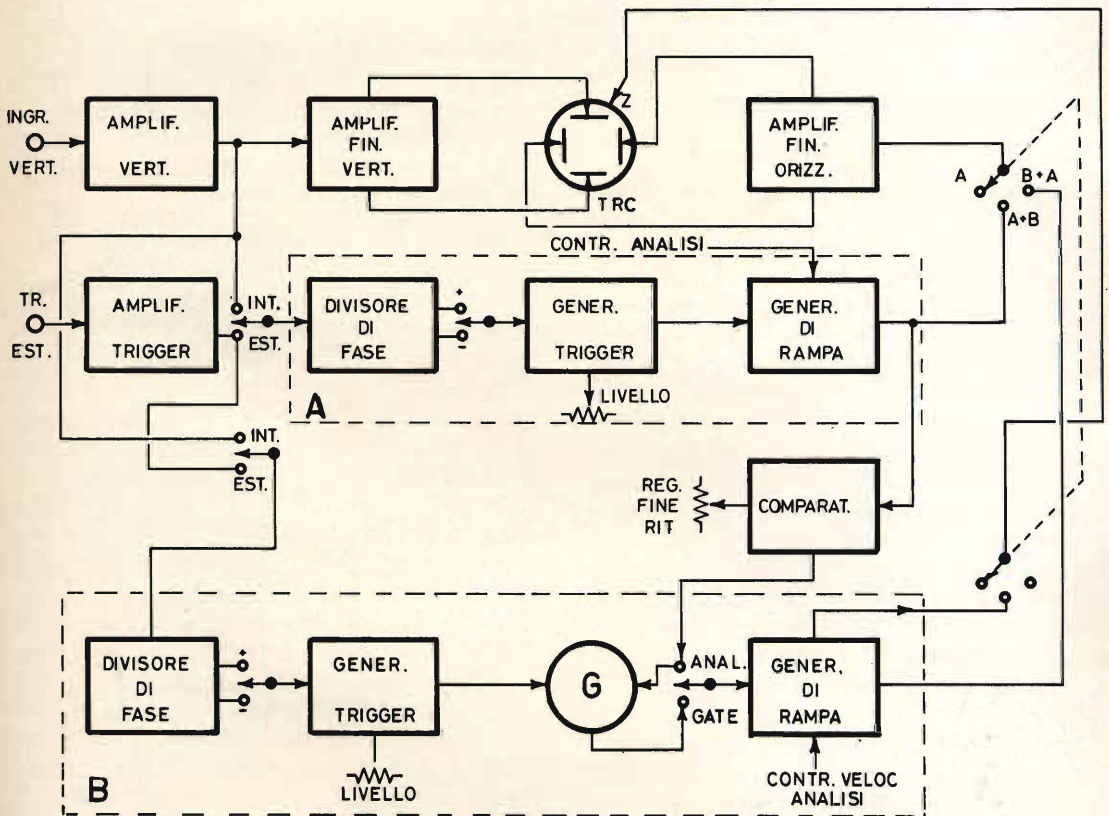 INGR.
VERT.
AMPLIF.
VERT.
AMPLIF.
FIN.
VERT.
Z
TRC
AMPLIF.
FIN.
ORIZZ.
A
B+A
A+B
CONTR. ANALISI
TR.
EST.
AMPLIF.
TRIGGER
INT.
EST.
DIVISORE
DI
FASE
+
-
GENER.
TRIGGER
LIVELLO
GENER.
DI
RAMPA
A
INT.
EST.
REG.
FINE
RIT
COMPARAT.
DIVISORE
DI
FASE
+
-
GENER.
TRIGGER
LIVELLO
G
ANAL.
GATE
GENER.
DI
RAMPA
CONTR. VELOC
ANALISI
B